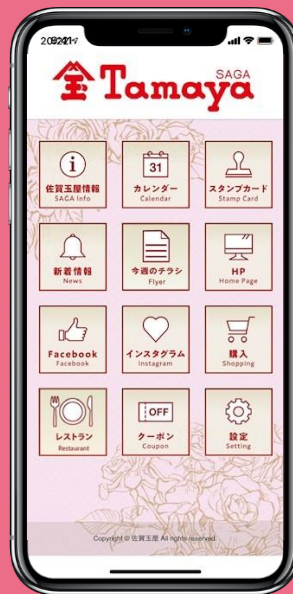 SAGA
玉 Tamaya
佐賀玉屋情報
SAGA Info
カレンダー
31
Calendar
スタンプカード
Stamp Card
新着情報
News
今週のチラシ
Flyer
HP
Home Page
Facebook
Facebook
インスタグラム
Instagram
購入
Shopping
レストラン
Restaurant
OFF
クーポン
Coupon
設定
Setting
Copyright © 佐賀玉屋 All rights reserved.